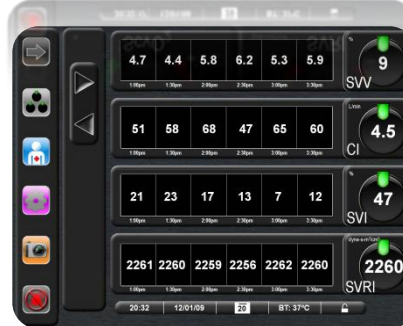 4.7 4.4 5.8 6.2 5.3 5.9
1:00pm 1:30pm 2:00pm 2:30pm 3:00pm 3:30pm
% 9
SVV
51 58 68 47 65 60
1:00pm 1:30pm 2:00pm 2:30pm 3:00pm 3:30pm
L/min 4.5
CI
21 23 17 13 7 12
1:00pm 1:30pm 2:00pm 2:30pm 3:00pm 3:30pm
% 47
SVI
2261 2260 2259 2256 2262 2260
1:00pm 1:30pm 2:00pm 2:30pm 3:00pm 3:30pm
2260
SVRI
20:32 12/01/09 20 BT: 37°C